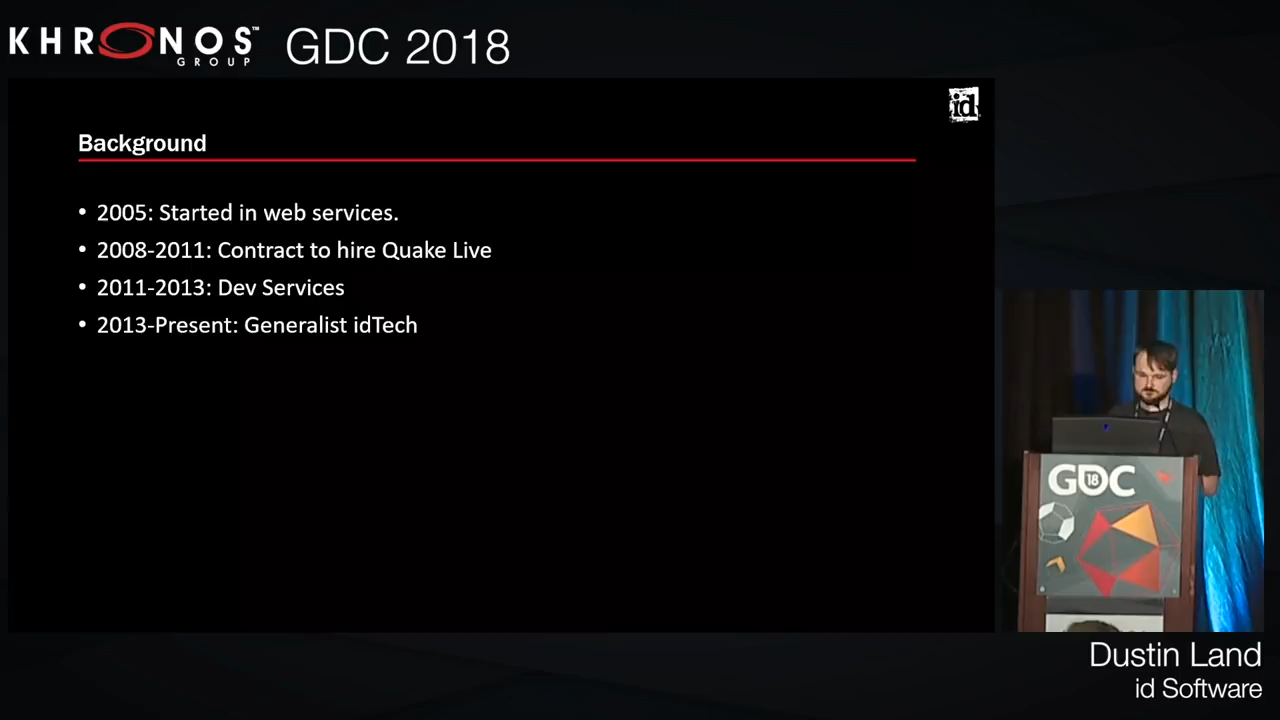 KHRONOS™
GROUP
GDC 2018
id
Background
• 2005: Started in web services.
• 2008-2011: Contract to hire Quake Live
• 2011-2013: Dev Services
• 2013-Present: Generalist idTech
GDC
18
Dustin Land
id Software